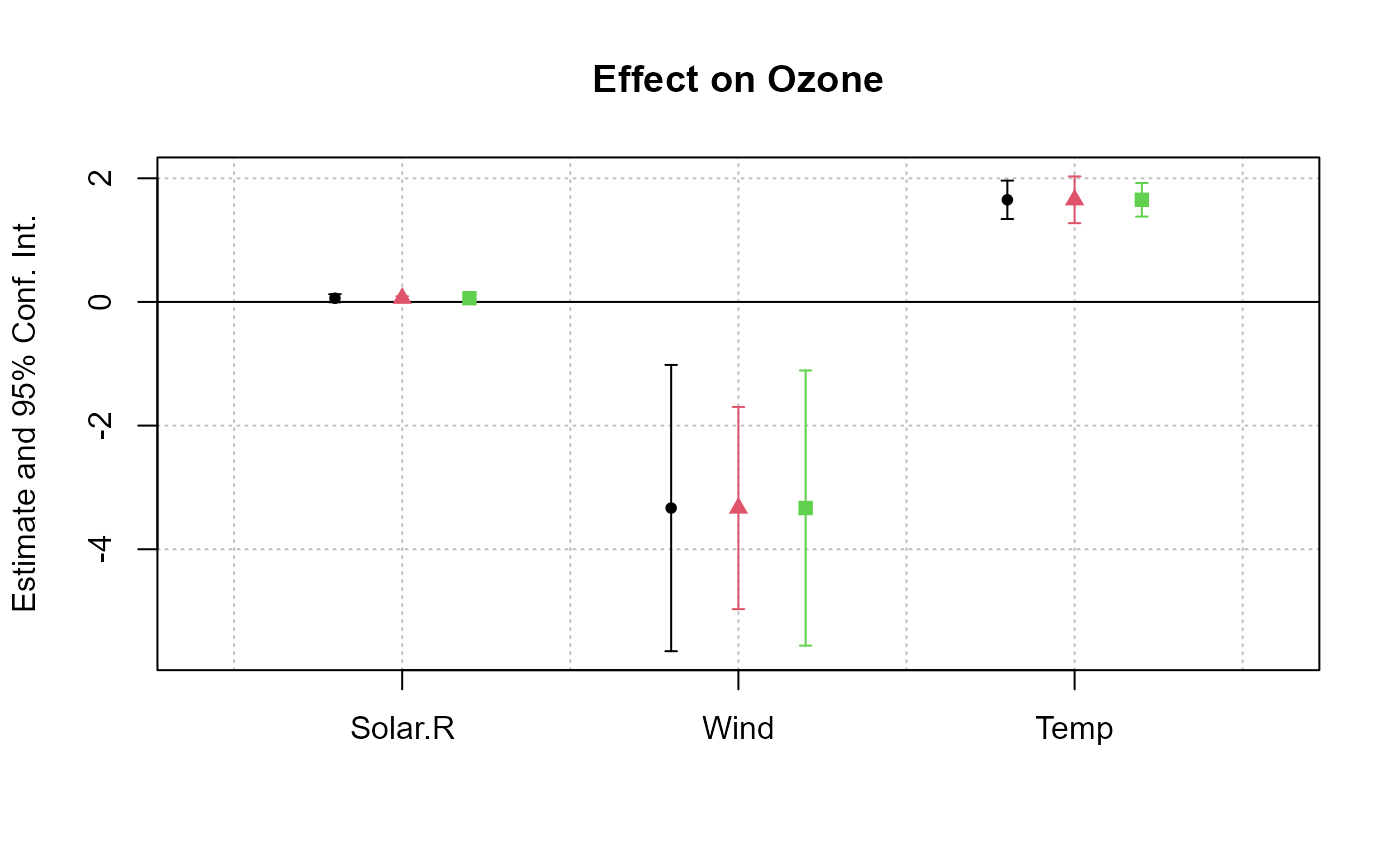 Effect on Ozone
Estimate and 95% Conf. Int.
2
0
-2
-4
Solar.R Wind Temp